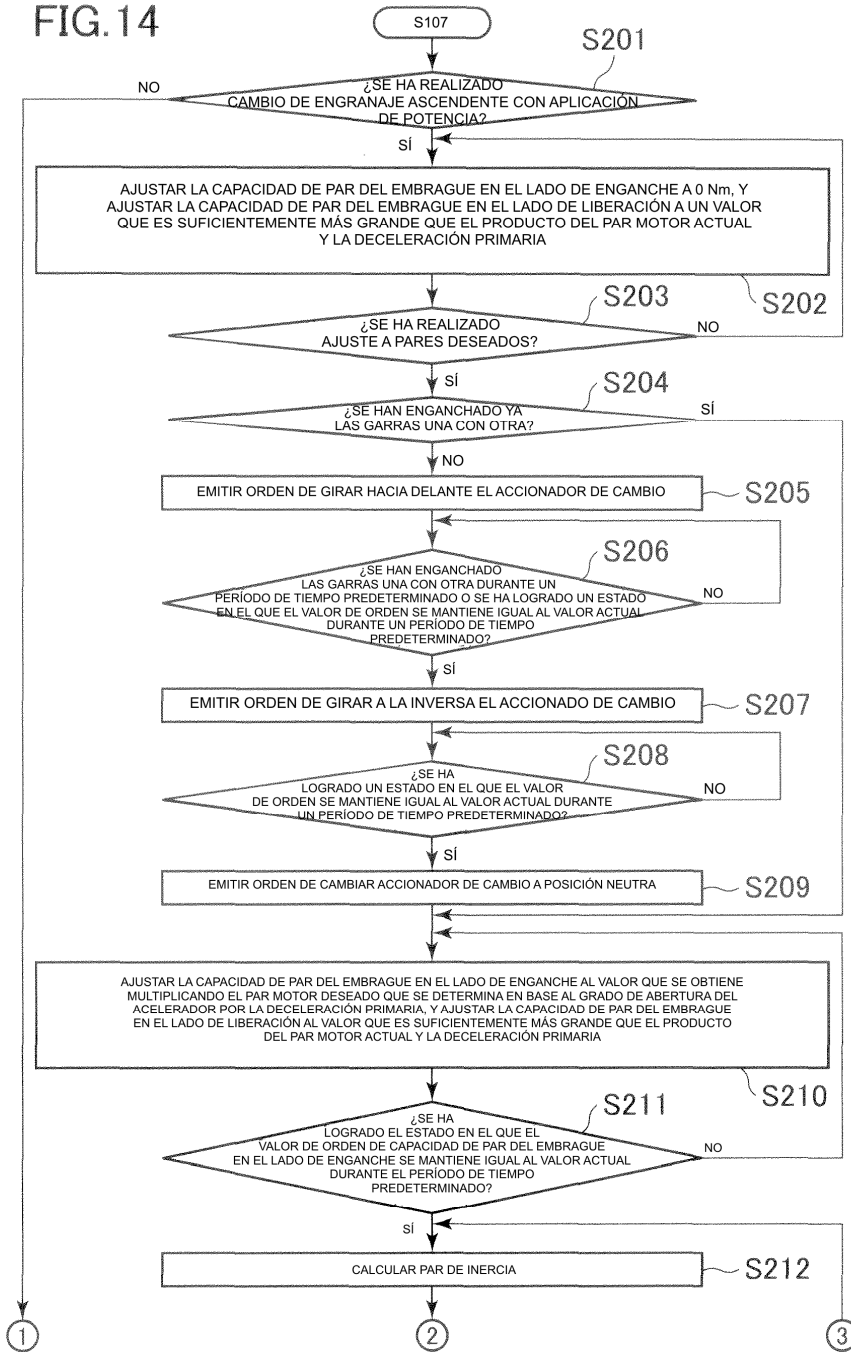 FIG.14
S107
S201
NO
¿SE HA REALIZADO
CAMBIO DE ENGRANAJE ASCENDENTE CON APLICACIÓN
DE POTENCIA?
SÍ
AJUSTAR LA CAPACIDAD DE PAR DEL EMBRAGUE EN EL LADO DE ENGANCHE A 0 Nm, Y
AJUSTAR LA CAPACIDAD DE PAR DEL EMBRAGUE EN EL LADO DE LIBERACIÓN A UN VALOR
QUE ES SUFICIENTEMENTE MÁS GRANDE QUE EL PRODUCTO DEL PAR MOTOR ACTUAL
Y LA DECELERACIÓN PRIMARIA
S202
S203
¿SE HA REALIZADO
AJUSTE A PARES DESEADOS?
NO
SÍ
S204
¿SE HAN ENGANCHADO YA
LAS GARRAS UNA CON OTRA?
SÍ
NO
EMITIR ORDEN DE GIRAR HACIA DELANTE EL ACCIONADOR DE CAMBIO
S205
S206
¿SE HAN ENGANCHADO
LAS GARRAS UNA CON OTRA DURANTE UN
PERÍODO DE TIEMPO PREDETERMINADO O SE HA LOGRADO UN ESTADO
EN EL QUE EL VALOR DE ORDEN SE MANTIENE IGUAL AL VALOR ACTUAL
DURANTE UN PERÍODO DE TIEMPO
PREDETERMINADO?
NO
SÍ
EMITIR ORDEN DE GIRAR A LA INVERSA EL ACCIONADO DE CAMBIO
S207
S208
¿SE HA
LOGRADO UN ESTADO EN EL QUE EL VALOR
DE ORDEN SE MANTIENE IGUAL AL VALOR ACTUAL DURANTE
UN PERÍODO DE TIEMPO PREDETERMINADO?
NO
SÍ
EMITIR ORDEN DE CAMBIAR ACCIONADOR DE CAMBIO A POSICIÓN NEUTRA
S209
AJUSTAR LA CAPACIDAD DE PAR DEL EMBRAGUE EN EL LADO DE ENGANCHE AL VALOR QUE SE OBTIENE
MULTIPLICANDO EL PAR MOTOR DESEADO QUE SE DETERMINA EN BASE AL GRADO DE ABERTURA DEL
ACELERADOR POR LA DECELERACIÓN PRIMARIA, Y AJUSTAR LA CAPACIDAD DE PAR DEL EMBRAGUE
EN EL LADO DE LIBERACIÓN AL VALOR QUE ES SUFICIENTEMENTE MÁS GRANDE QUE EL PRODUCTO
DEL PAR MOTOR ACTUAL Y LA DECELERACIÓN PRIMARIA
S210
S211
¿SE HA
LOGRADO EL ESTADO EN EL QUE EL
VALOR DE ORDEN DE CAPACIDAD DE PAR DEL EMBRAGUE
EN EL LADO DE ENGANCHE SE MANTIENE IGUAL AL VALOR ACTUAL
DURANTE EL PERÍODO DE TIEMPO
PREDETERMINADO?
NO
SÍ
CALCULAR PAR DE INERCIA
S212
1
2
3